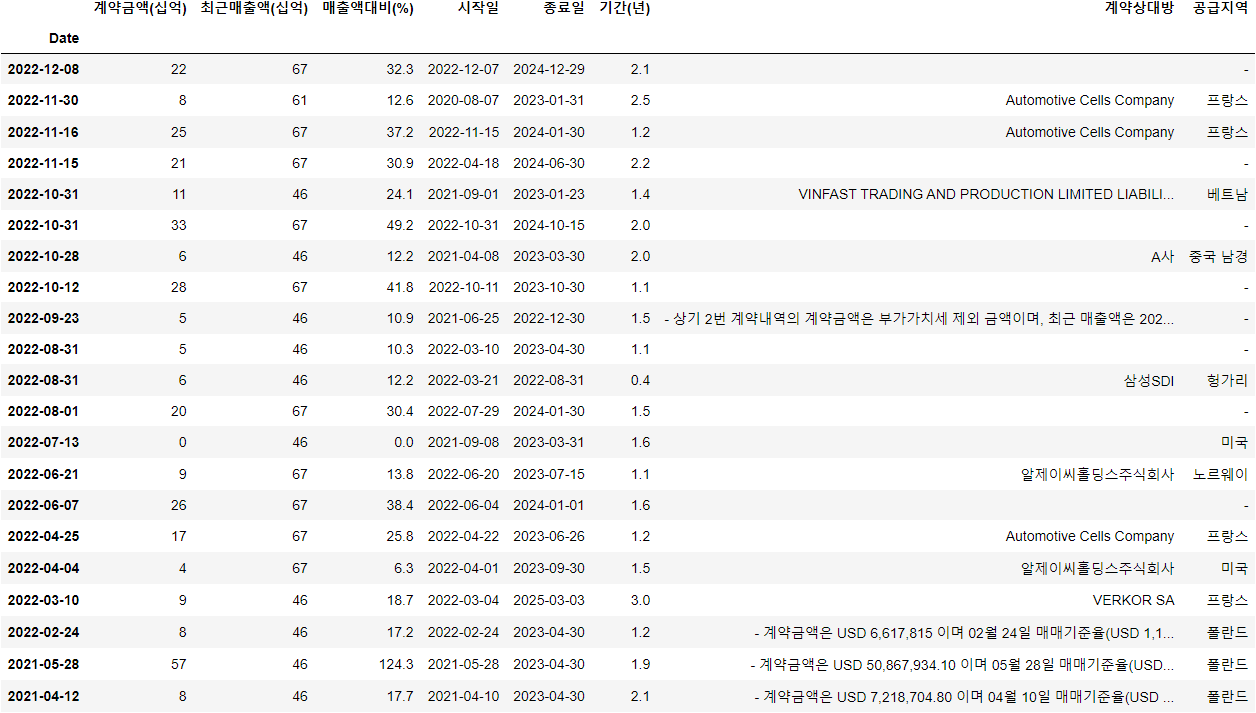 계약금액(십억) 최근매출액(십억) 매출액대비(%) 시작일 종료일 기간(년) 계약상대방 공급지역
Date
2022-12-08 22 67 32.3 2022-12-07 2024-12-29 2.1 -
2022-11-30 8 61 12.6 2020-08-07 2023-01-31 2.5 Automotive Cells Company 프랑스
2022-11-16 25 67 37.2 2022-11-15 2024-01-30 1.2 Automotive Cells Company 프랑스
2022-11-15 21 67 30.9 2022-04-18 2024-06-30 2.2 -
2022-10-31 11 46 24.1 2021-09-01 2023-01-23 1.4 VINFAST TRADING AND PRODUCTION LIMITED LIABILI... 베트남
2022-10-31 33 67 49.2 2022-10-31 2024-10-15 2.0 -
2022-10-28 6 46 12.2 2021-04-08 2023-03-30 2.0 A사 중국 남경
2022-10-12 28 67 41.8 2022-10-11 2023-10-30 1.1 -
2022-09-23 5 46 10.9 2021-06-25 2022-12-30 1.5 - 상기 2번 계약내역의 계약금액은 부가가치세 제외 금액이며, 최근 매출액은 202... -
2022-08-31 5 46 10.3 2022-03-10 2023-04-30 1.1 -
2022-08-31 6 46 12.2 2022-03-21 2022-08-31 0.4 삼성SDI 헝가리
2022-08-01 20 67 30.4 2022-07-29 2024-01-30 1.5 -
2022-07-13 0 46 0.0 2021-09-08 2023-03-31 1.6 미국
2022-06-21 9 67 13.8 2022-06-20 2023-07-15 1.1 알제이씨홀딩스주식회사 노르웨이
2022-06-07 26 67 38.4 2022-06-04 2024-01-01 1.6 -
2022-04-25 17 67 25.8 2022-04-22 2023-06-26 1.2 Automotive Cells Company 프랑스
2022-04-04 4 67 6.3 2022-04-01 2023-09-30 1.5 알제이씨홀딩스주식회사 미국
2022-03-10 9 46 18.7 2022-03-04 2025-03-03 3.0 VERKOR SA 프랑스
2022-02-24 8 46 17.2 2022-02-24 2023-04-30 1.2 - 계약금액은 USD 6,617,815 이며 02월 24일 매매기준율(USD 1,1... 폴란드
2021-05-28 57 46 124.3 2021-05-28 2023-04-30 1.9 - 계약금액은 USD 50,867,934.10 이며 05월 28일 매매기준율(USD... 폴란드
2021-04-12 8 46 17.7 2021-04-10 2023-04-30 2.1 - 계약금액은 USD 7,218,704.80 이며 04월 10일 매매기준율(USD ... 폴란드